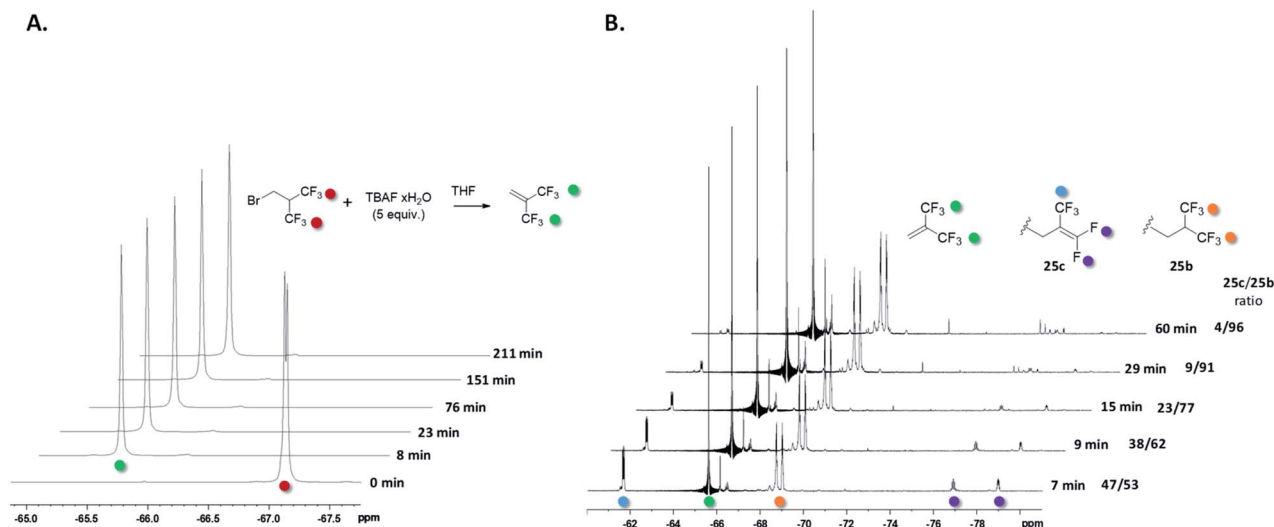 A.
Br
CF3
CF3
+
TBAF xH2O
(5 equiv.)
THF
CF3
CF3
211 min
151 min
76 min
23 min
8 min
0 min
-65.0 -65.5 -66.0 -66.5 -67.0 -67.5 ppm
B.
CF3
CF3
CF3
F
F
25c
CF3
CF3
25b
25c/25b
ratio
60 min 4/96
29 min 9/91
15 min 23/77
9 min 38/62
7 min 47/53
-62 -64 -66 -68 -70 -72 -74 -76 -78 ppm